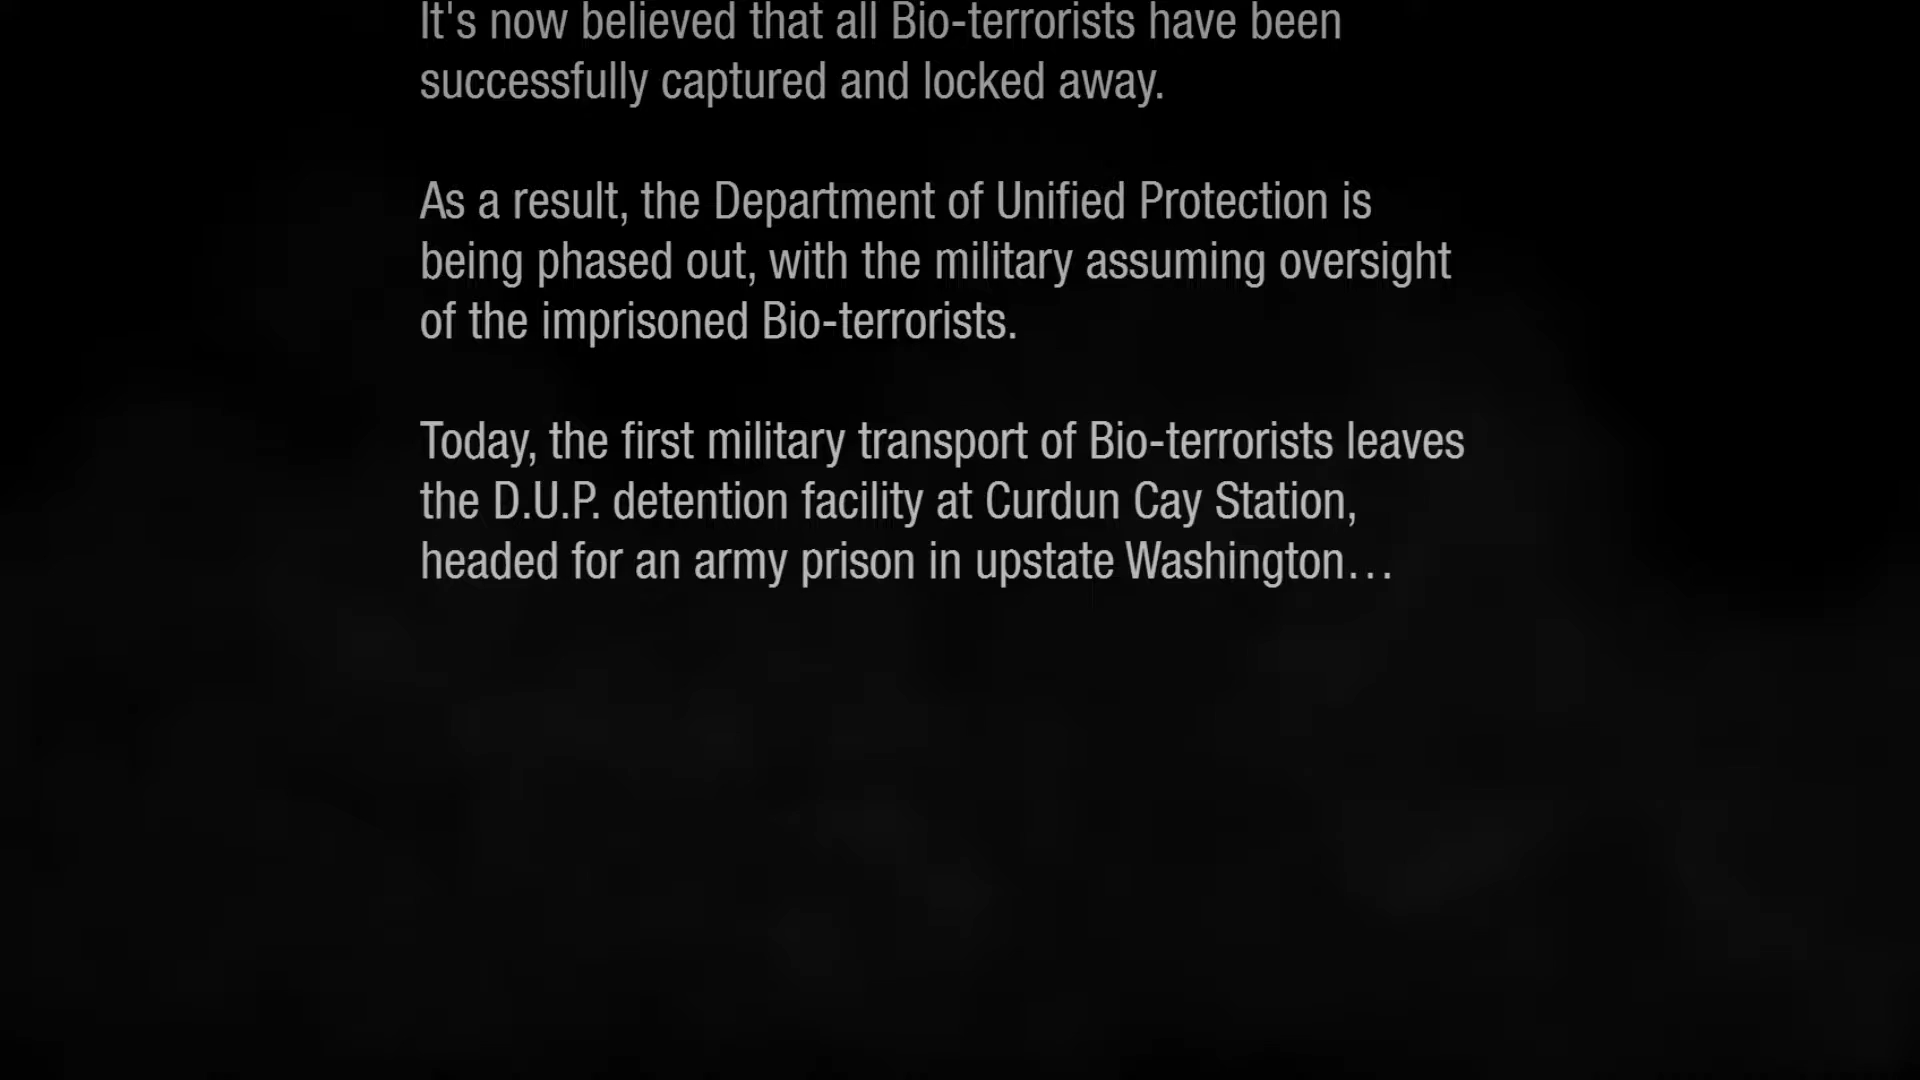 It's now believed that all Bio-terrorists have been
successfully captured and locked away.
As a result, the Department of Unified Protection is
being phased out, with the military assuming oversight
of the imprisoned Bio-terrorists.
Today, the first military transport of Bio-terrorists leaves
the D.U.P. detention facility at Curdun Cay Station,
headed for an army prison in upstate Washington…